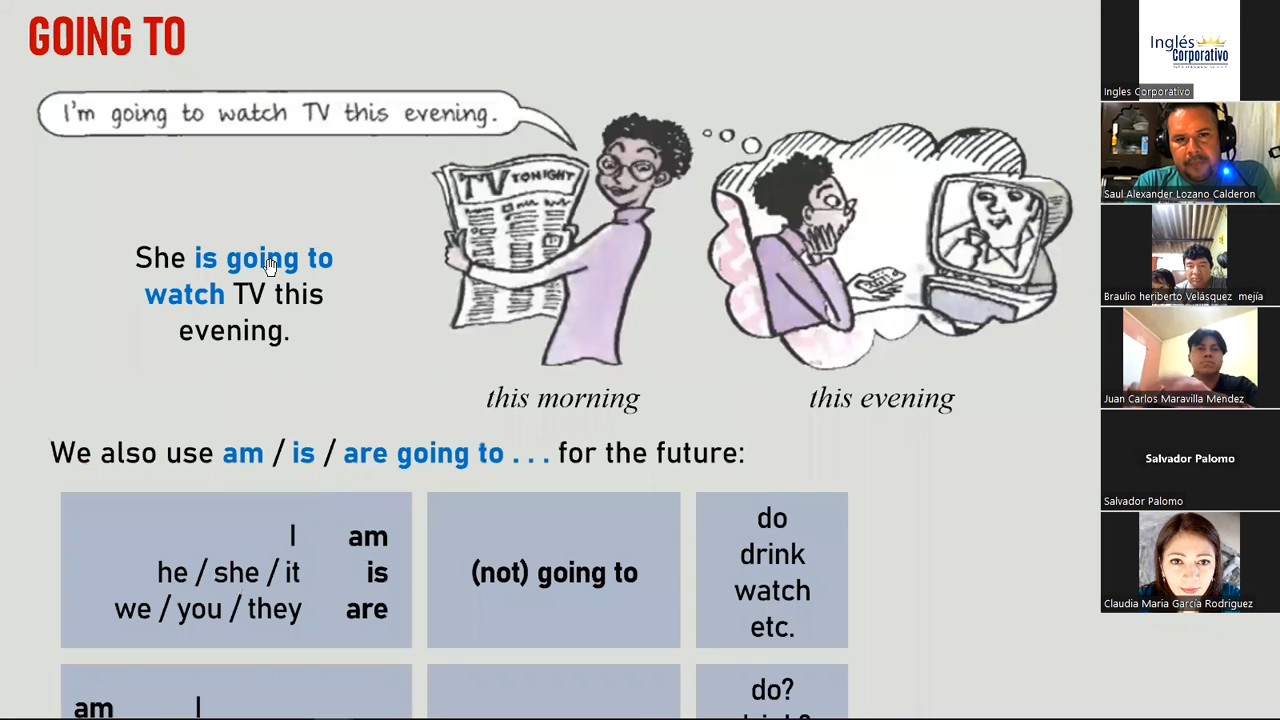 GOING TO
I'm going to watch TV this evening.
TV TONIGHT
She is going to
watch TV this
evening.
this morning
this evening
We also use am / is / are going to . . . for the future:
I am
he / she / it is
we / you / they are
(not) going to
do
drink
watch
etc.
am I
do?
Inglés
Corporativo
Ingles Corporativo
Saul Alexander Lozano Calderon
Braulio heriberto Velásquez mejía
Juan Carlos Maravilla Mendez
Salvador Palomo
Salvador Palomo
Claudia Maria García Rodriguez